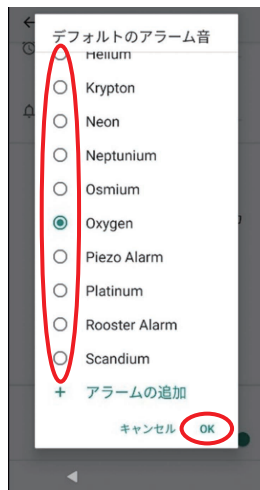 デフォルトのアラーム音
Helium
Krypton
Neon
Neptunium
Osmium
Oxygen
Piezo Alarm
Platinum
Rooster Alarm
Scandium
+ アラームの追加
キャンセル OK